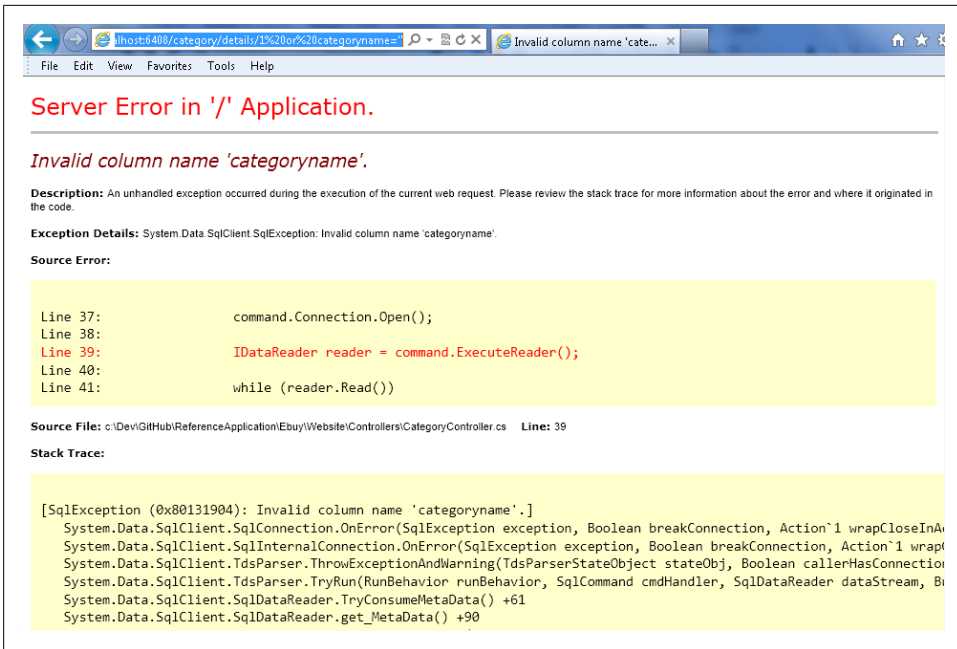 alhost:6408/category/details/1%20or%20categoryname='' Invalid column name 'cate...
File Edit View Favorites Tools Help
Server Error in '/' Application.
Invalid column name 'categoryname'.
Description: An unhandled exception occurred during the execution of the current web request. Please review the stack trace for more information about the error and where it originated in
the code.
Exception Details: System.Data.SqlClient.SqlException: Invalid column name 'categoryname'.
Source Error:
Line 37: command.Connection.Open();
Line 38:
Line 39: IDataReader reader = command.ExecuteReader();
Line 40:
Line 41: while (reader.Read())
Source File: c:\Dev\GitHub\ReferenceApplication\Ebuy\Website\Controllers\CategoryController.cs Line: 39
Stack Trace:
[SqlException (0x80131904): Invalid column name 'categoryname'.]
System.Data.SqlClient.SqlConnection.OnError(SqlException exception, Boolean breakConnection, Action`1 wrapCloseInA
System.Data.SqlClient.SqlInternalConnection.OnError(SqlException exception, Boolean breakConnection, Action`1 wrap
System.Data.SqlClient.TdsParser.ThrowExceptionAndWarning(TdsParserStateObject stateObj, Boolean callerHasConnection
System.Data.SqlClient.TdsParser.TryRun(RunBehavior runBehavior, SqlCommand cmdHandler, SqlDataReader dataStream, Bu
System.Data.SqlClient.SqlDataReader.TryConsumeMetaData() +61
System.Data.SqlClient.SqlDataReader.get_MetaData() +90